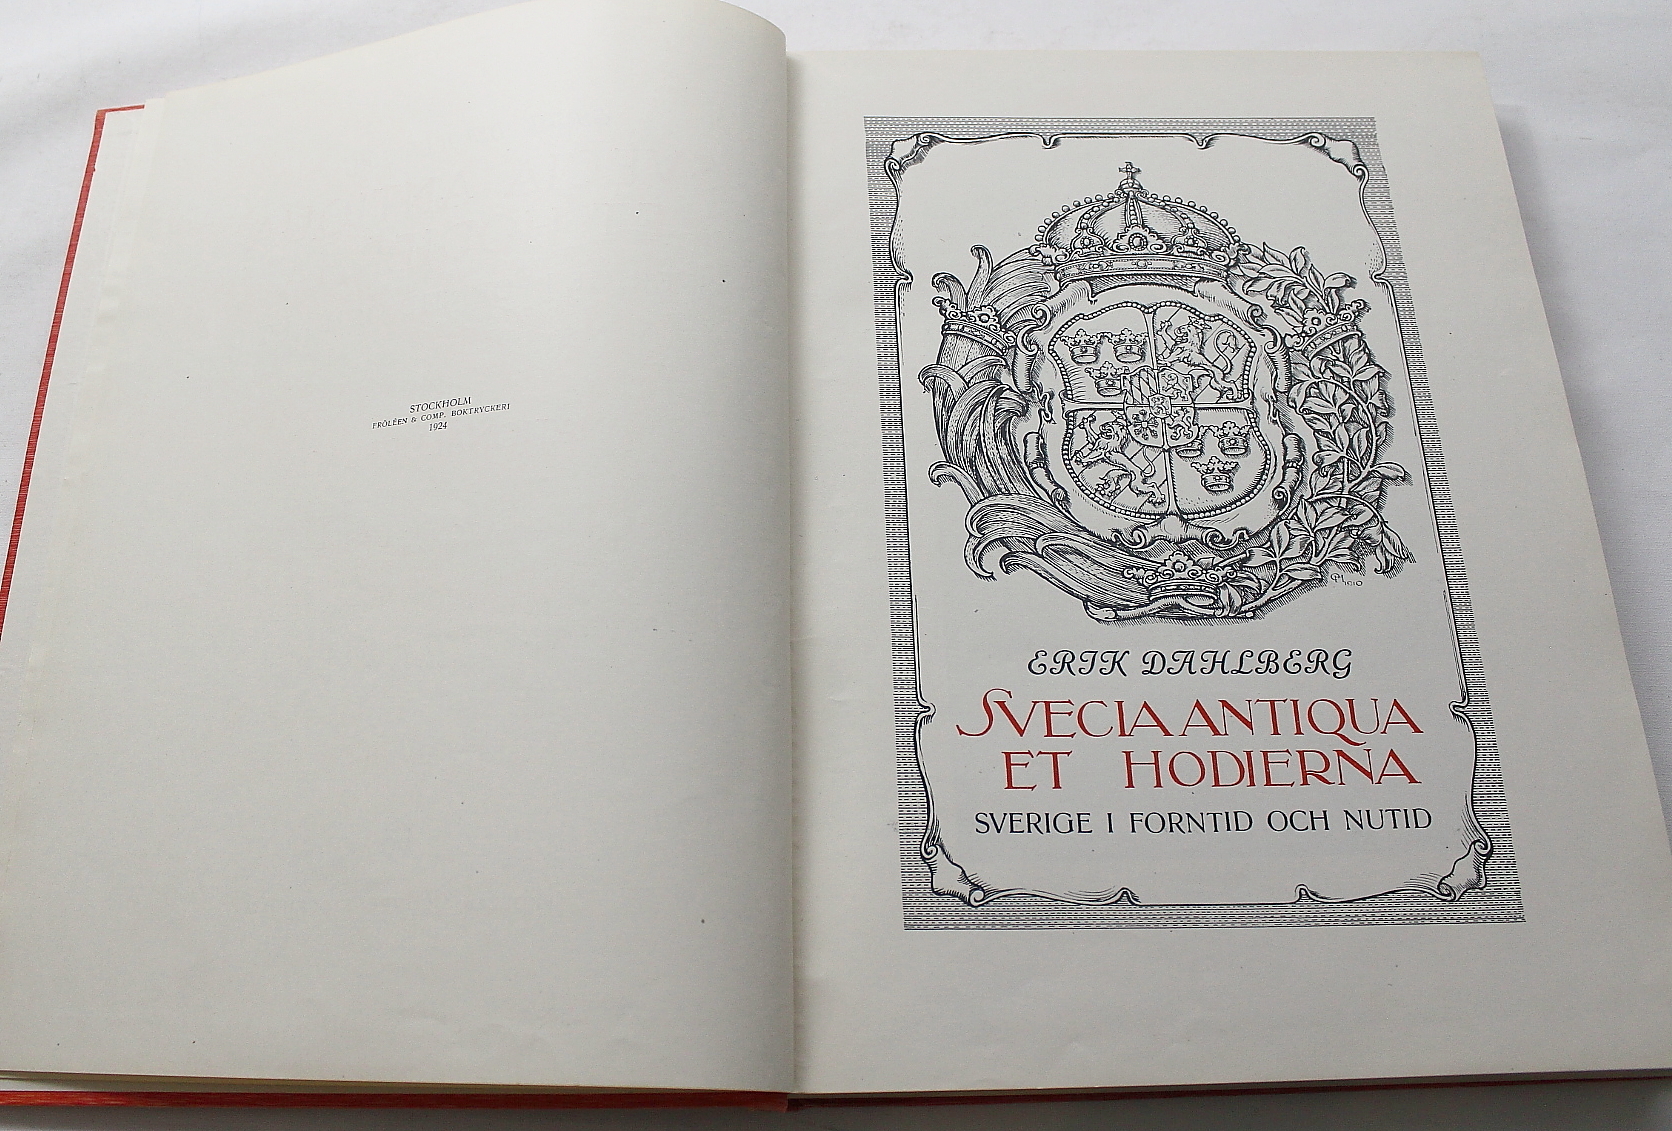 STOCKHOLM
FRÖLÉEN & COMP. BOKTRYCKERI
1924
ERIK DAHLBERG
SVECIA ANTIQUA
ET HODIERNA
SVERIGE I FORNTID OCH NUTID